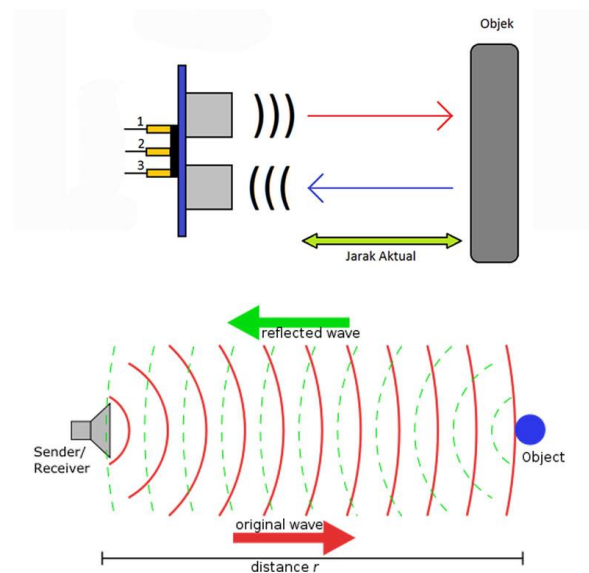 Objek
1
2
3
Jarak Aktual
reflected wave
Sender/
Receiver
Object
original wave
distance r